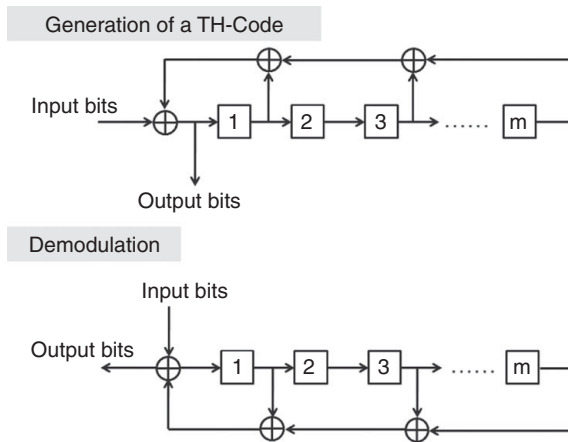 Generation of a TH-Code
Input bits
1 2 3 ...... m
Output bits
Demodulation
Input bits
Output bits
1 2 3 ...... m